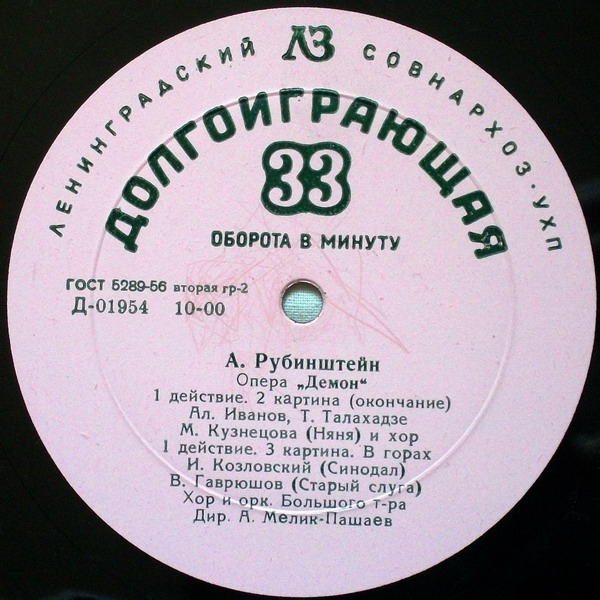 ЛЕНИНГРАДСКИЙ ЛЗ СОВНАРХОЗ·УХП
ДОЛГОИГРАЮЩАЯ
33
ОБОРОТА В МИНУТУ
ГОСТ 5289-56 вторая гр-2
Д-01954 10-00
А. Рубинштейн
Опера „Демон“
1 действие. 2 картина (окончание)
Ал. Иванов, Т. Талахадзе
М. Кузнецова (Няня) и хор
1 действие. 3 картина. В горах
И. Козловский (Синодал)
В. Гаврюшов (Старый слуга)
Хор и орк. Большого т-ра
Дир. А. Мелик-Пашаев